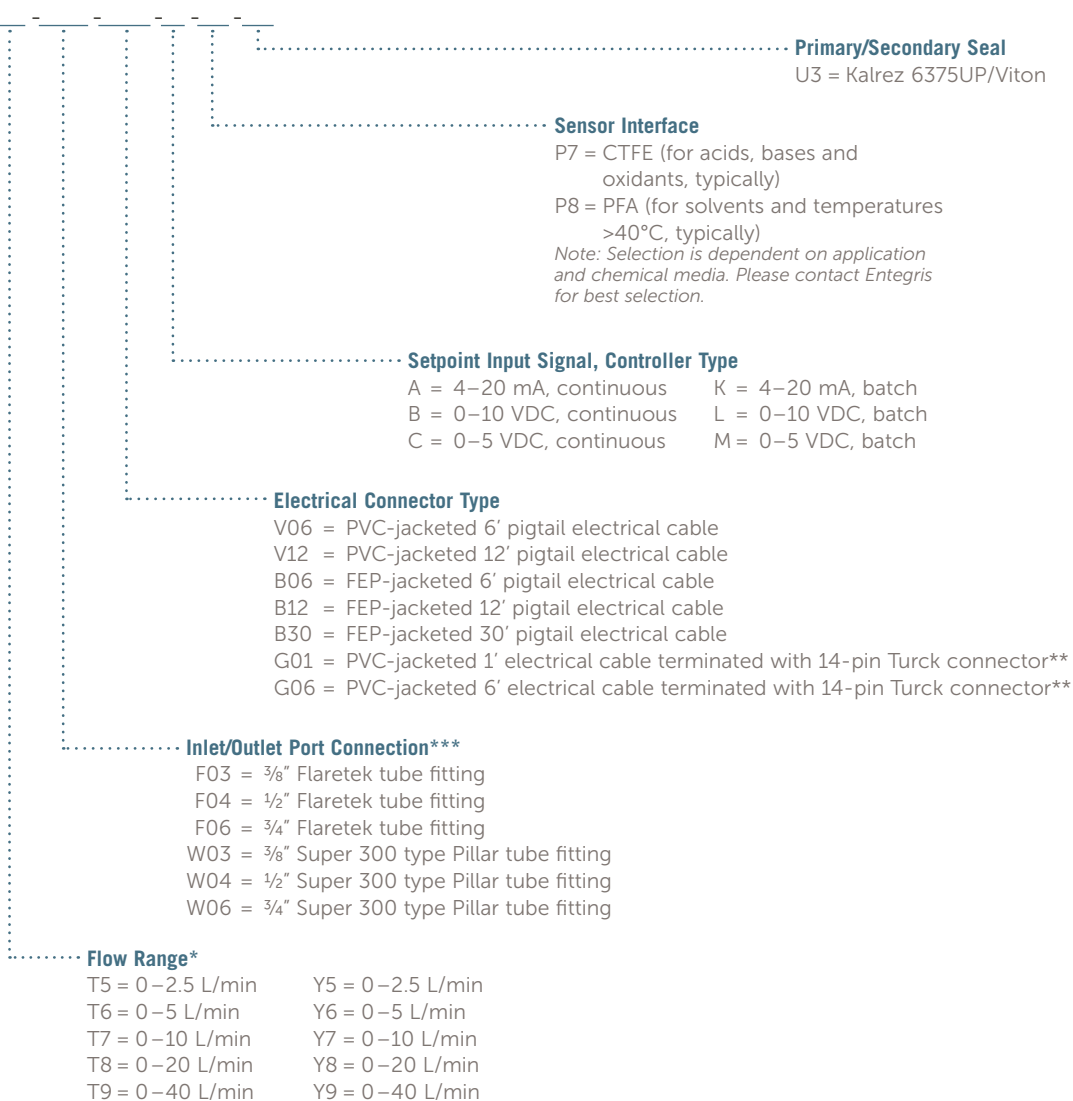 Primary/Secondary Seal
U3 = Kalrez 6375UP/Viton
Sensor Interface
P7 = CTFE (for acids, bases and
oxidants, typically)
P8 = PFA (for solvents and temperatures
>40°C, typically)
Note: Selection is dependent on application
and chemical media. Please contact Entegris
for best selection.
Setpoint Input Signal, Controller Type
A = 4–20 mA, continuous K = 4–20 mA, batch
B = 0–10 VDC, continuous L = 0–10 VDC, batch
C = 0–5 VDC, continuous M = 0–5 VDC, batch
Electrical Connector Type
V06 = PVC-jacketed 6′ pigtail electrical cable
V12 = PVC-jacketed 12′ pigtail electrical cable
B06 = FEP-jacketed 6′ pigtail electrical cable
B12 = FEP-jacketed 12′ pigtail electrical cable
B30 = FEP-jacketed 30′ pigtail electrical cable
G01 = PVC-jacketed 1′ electrical cable terminated with 14-pin Turck connector**
G06 = PVC-jacketed 6′ electrical cable terminated with 14-pin Turck connector**
Inlet/Outlet Port Connection***
F03 = ⅜″ Flaretek tube fitting
F04 = ½″ Flaretek tube fitting
F06 = ¾″ Flaretek tube fitting
W03 = ⅜″ Super 300 type Pillar tube fitting
W04 = ½″ Super 300 type Pillar tube fitting
W06 = ¾″ Super 300 type Pillar tube fitting
Flow Range*
T5 = 0–2.5 L/min Y5 = 0–2.5 L/min
T6 = 0–5 L/min Y6 = 0–5 L/min
T7 = 0–10 L/min Y7 = 0–10 L/min
T8 = 0–20 L/min Y8 = 0–20 L/min
T9 = 0–40 L/min Y9 = 0–40 L/min